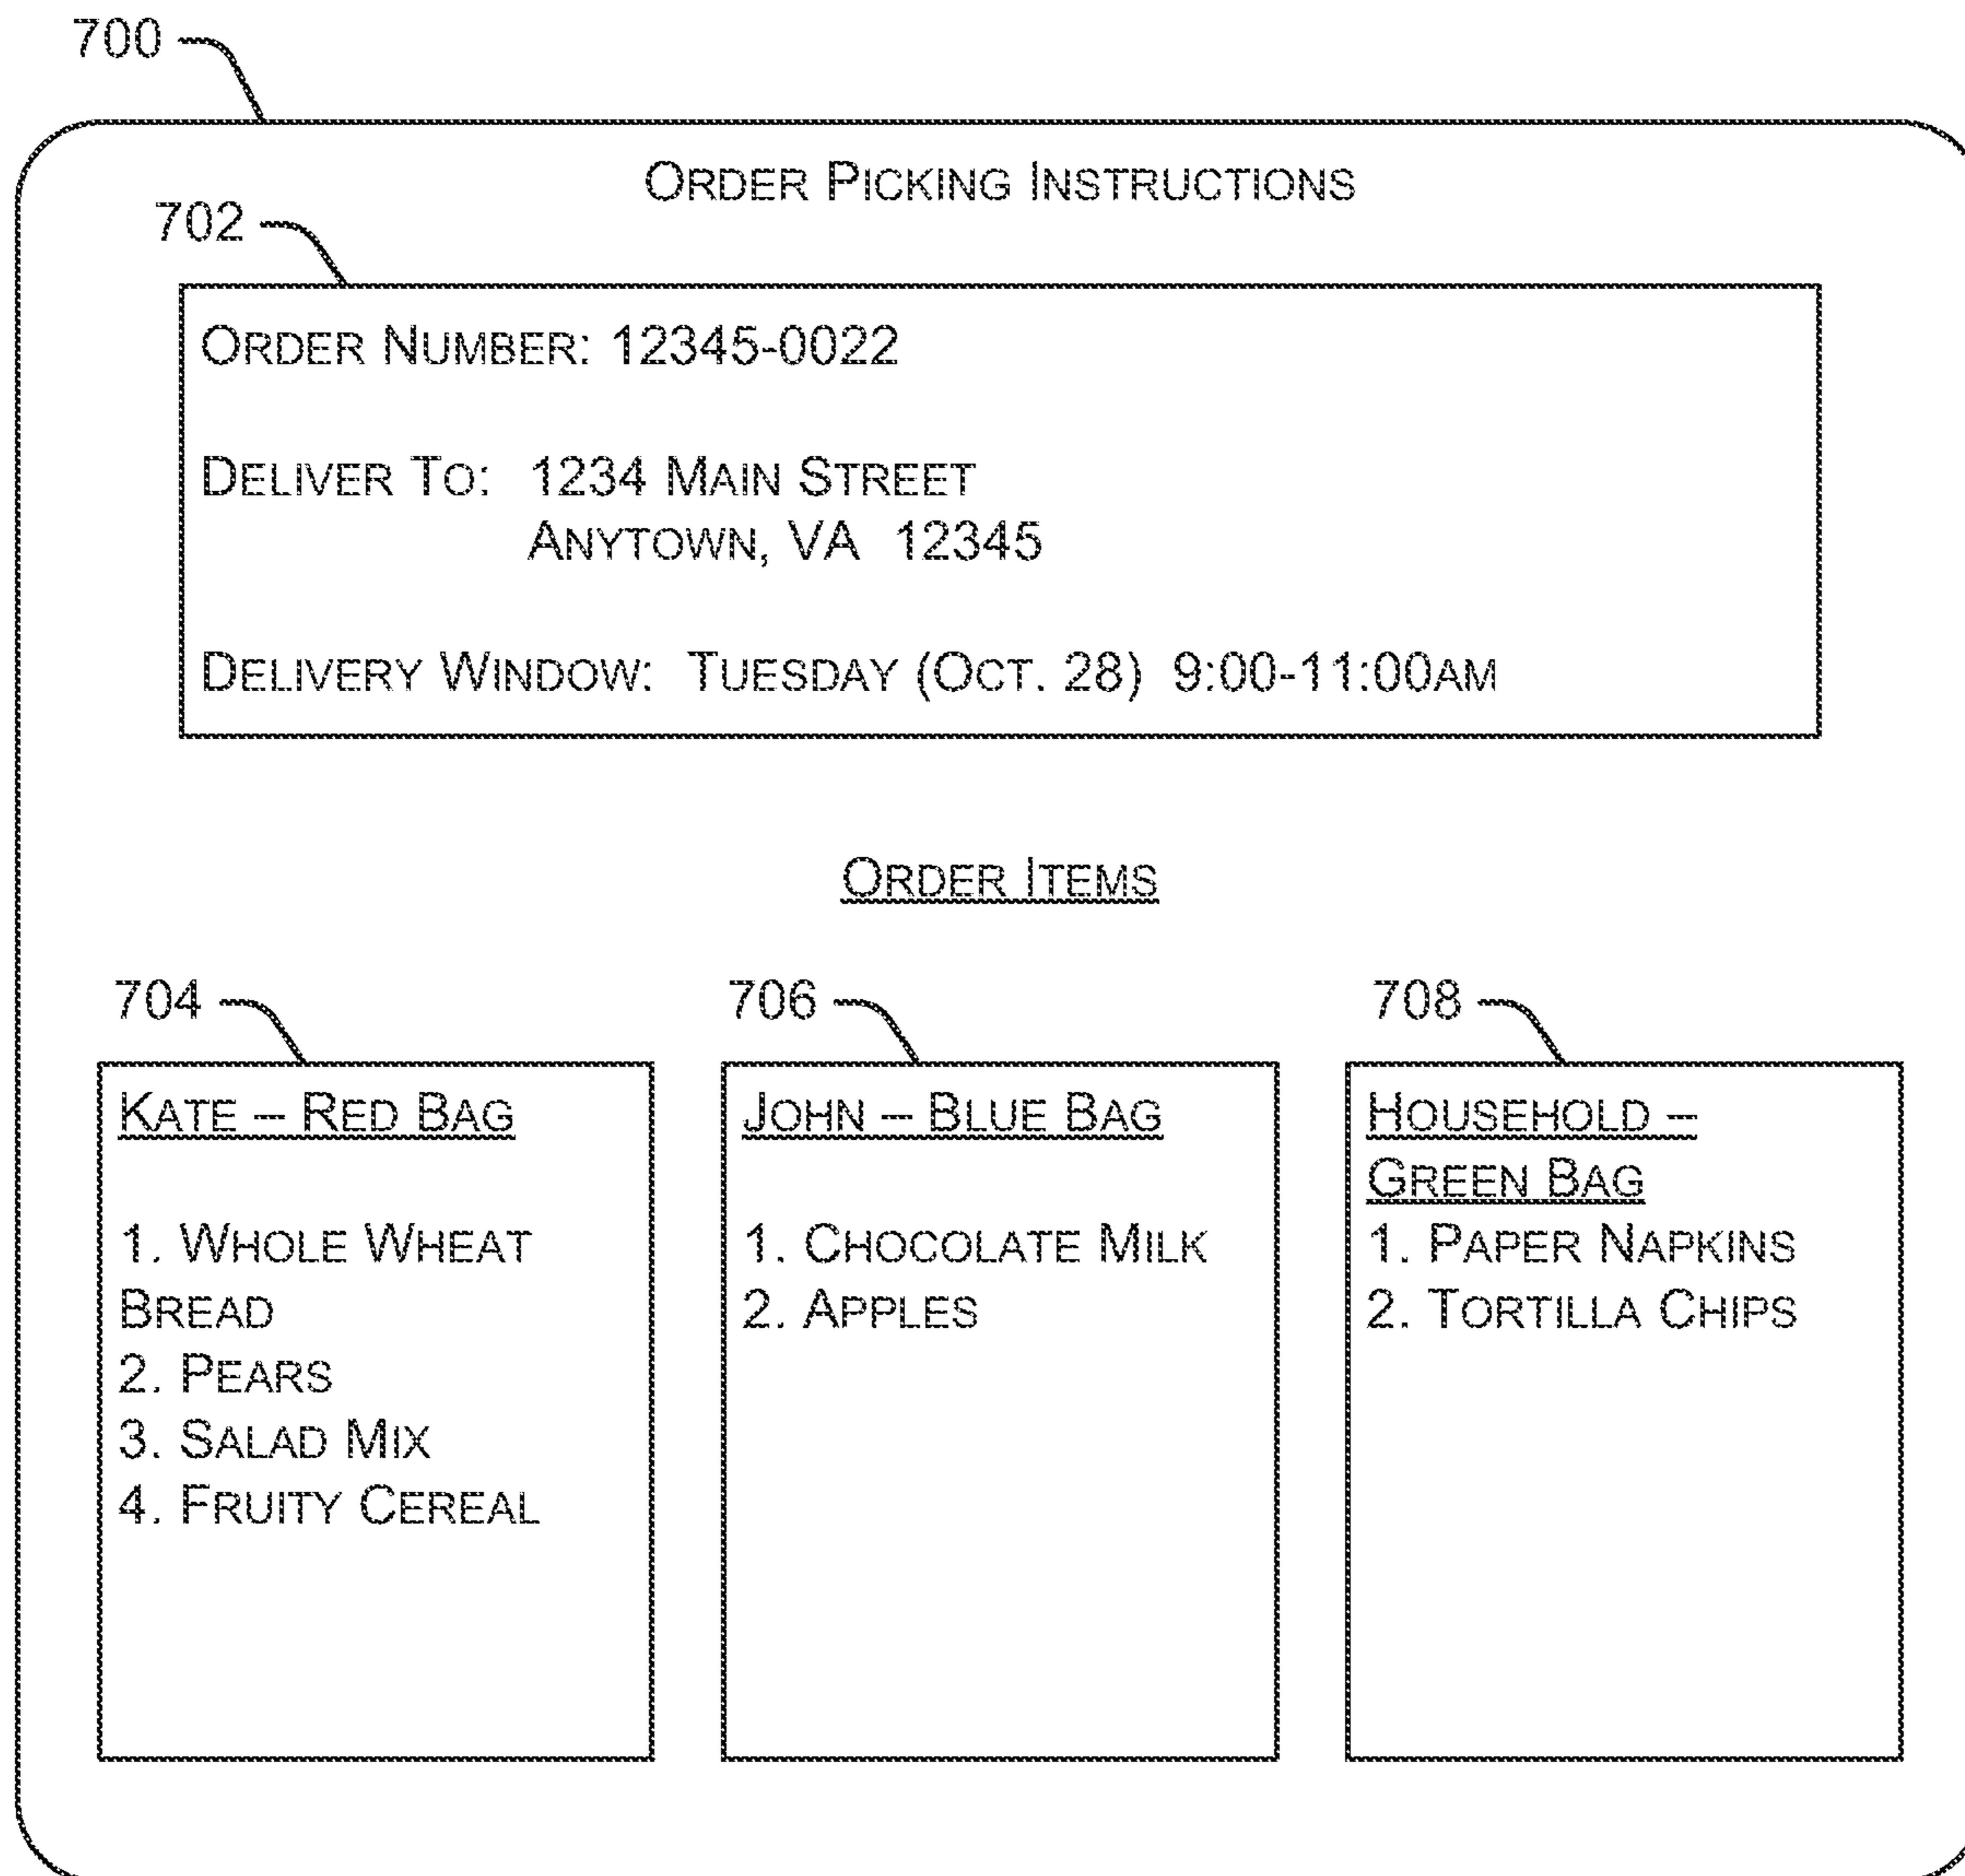 700
ORDER PICKING INSTRUCTIONS
702
ORDER NUMBER: 12345-0022
DELIVER TO: 1234 MAIN STREET
ANYTOWN, VA 12345
DELIVERY WINDOW: TUESDAY (OCT. 28) 9:00-11:00AM
ORDER ITEMS
704
KATE – RED BAG
1. WHOLE WHEAT
BREAD
2. PEARS
3. SALAD MIX
4. FRUITY CEREAL
706
JOHN – BLUE BAG
1. CHOCOLATE MILK
2. APPLES
708
HOUSEHOLD –
GREEN BAG
1. PAPER NAPKINS
2. TORTILLA CHIPS